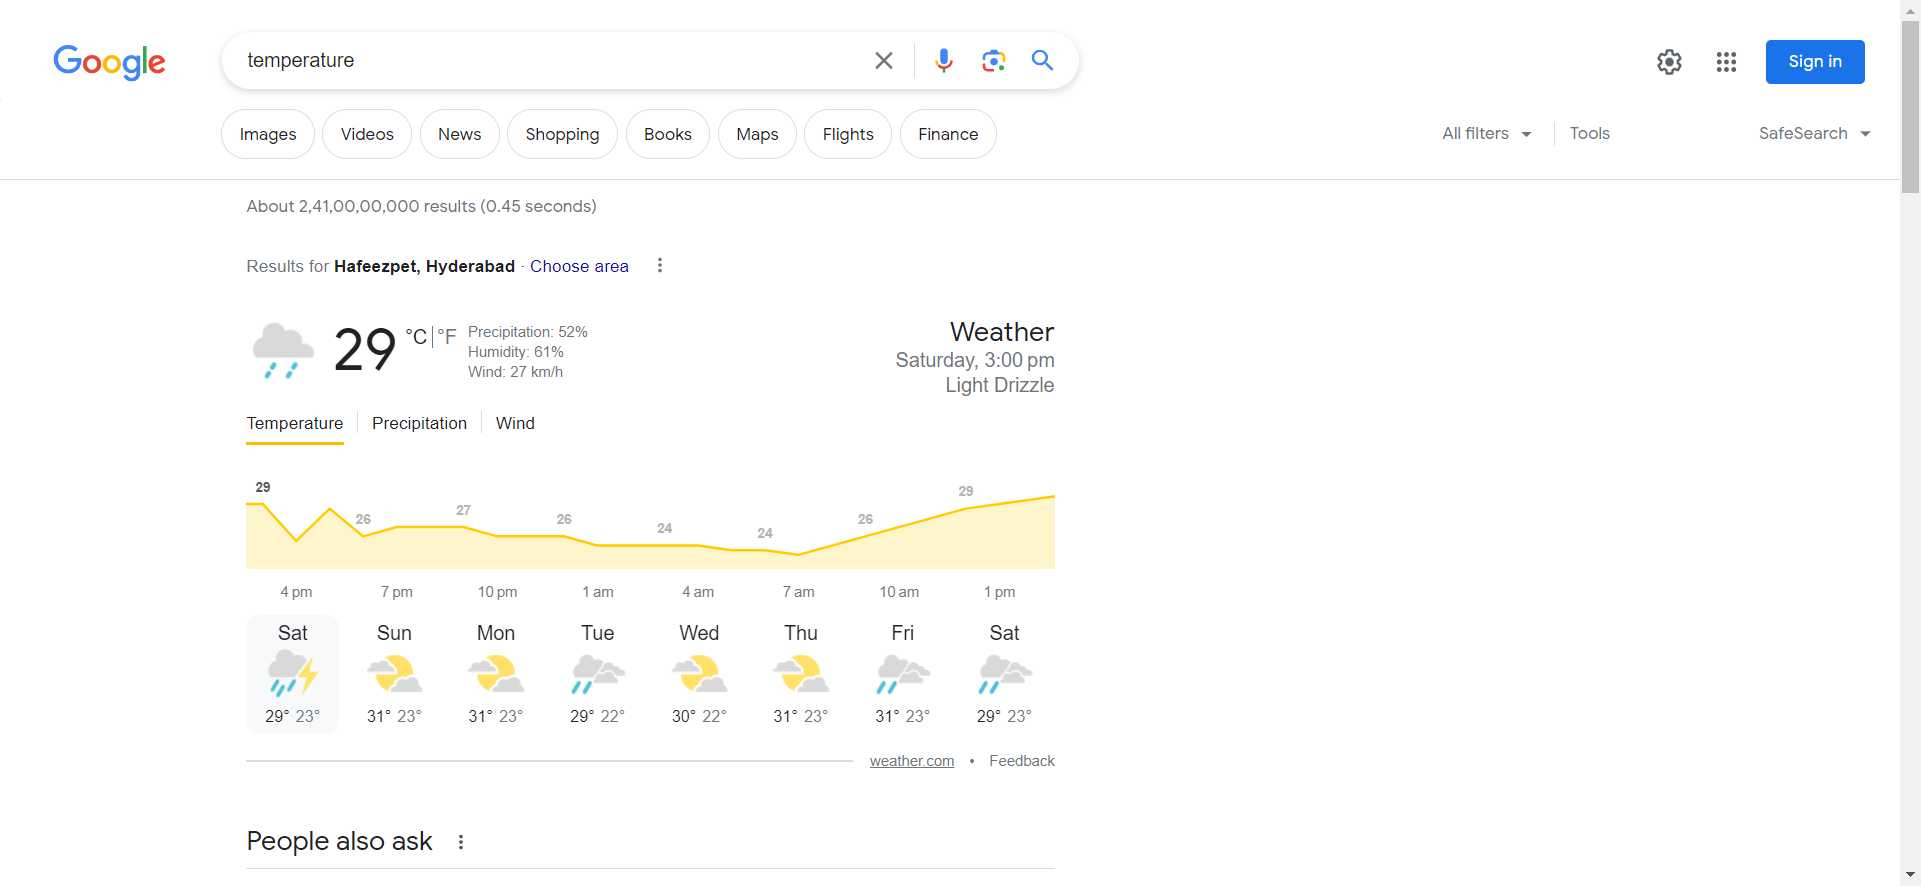 Google
temperature
Sign in
Images Videos News Shopping Books Maps Flights Finance
All filters Tools SafeSearch
About 2,41,00,00,000 results (0.45 seconds)
Results for Hafeezpet, Hyderabad · Choose area
29 °C | °F
Precipitation: 52%
Humidity: 61%
Wind: 27 km/h
Weather
Saturday, 3:00 pm
Light Drizzle
Temperature Precipitation Wind
29 26 27 26 24 24 26 29
4 pm 7 pm 10 pm 1 am 4 am 7 am 10 am 1 pm
Sat Sun Mon Tue Wed Thu Fri Sat
29° 23° 31° 23° 31° 23° 29° 22° 30° 22° 31° 23° 31° 23° 29° 23°
weather.com • Feedback
People also ask